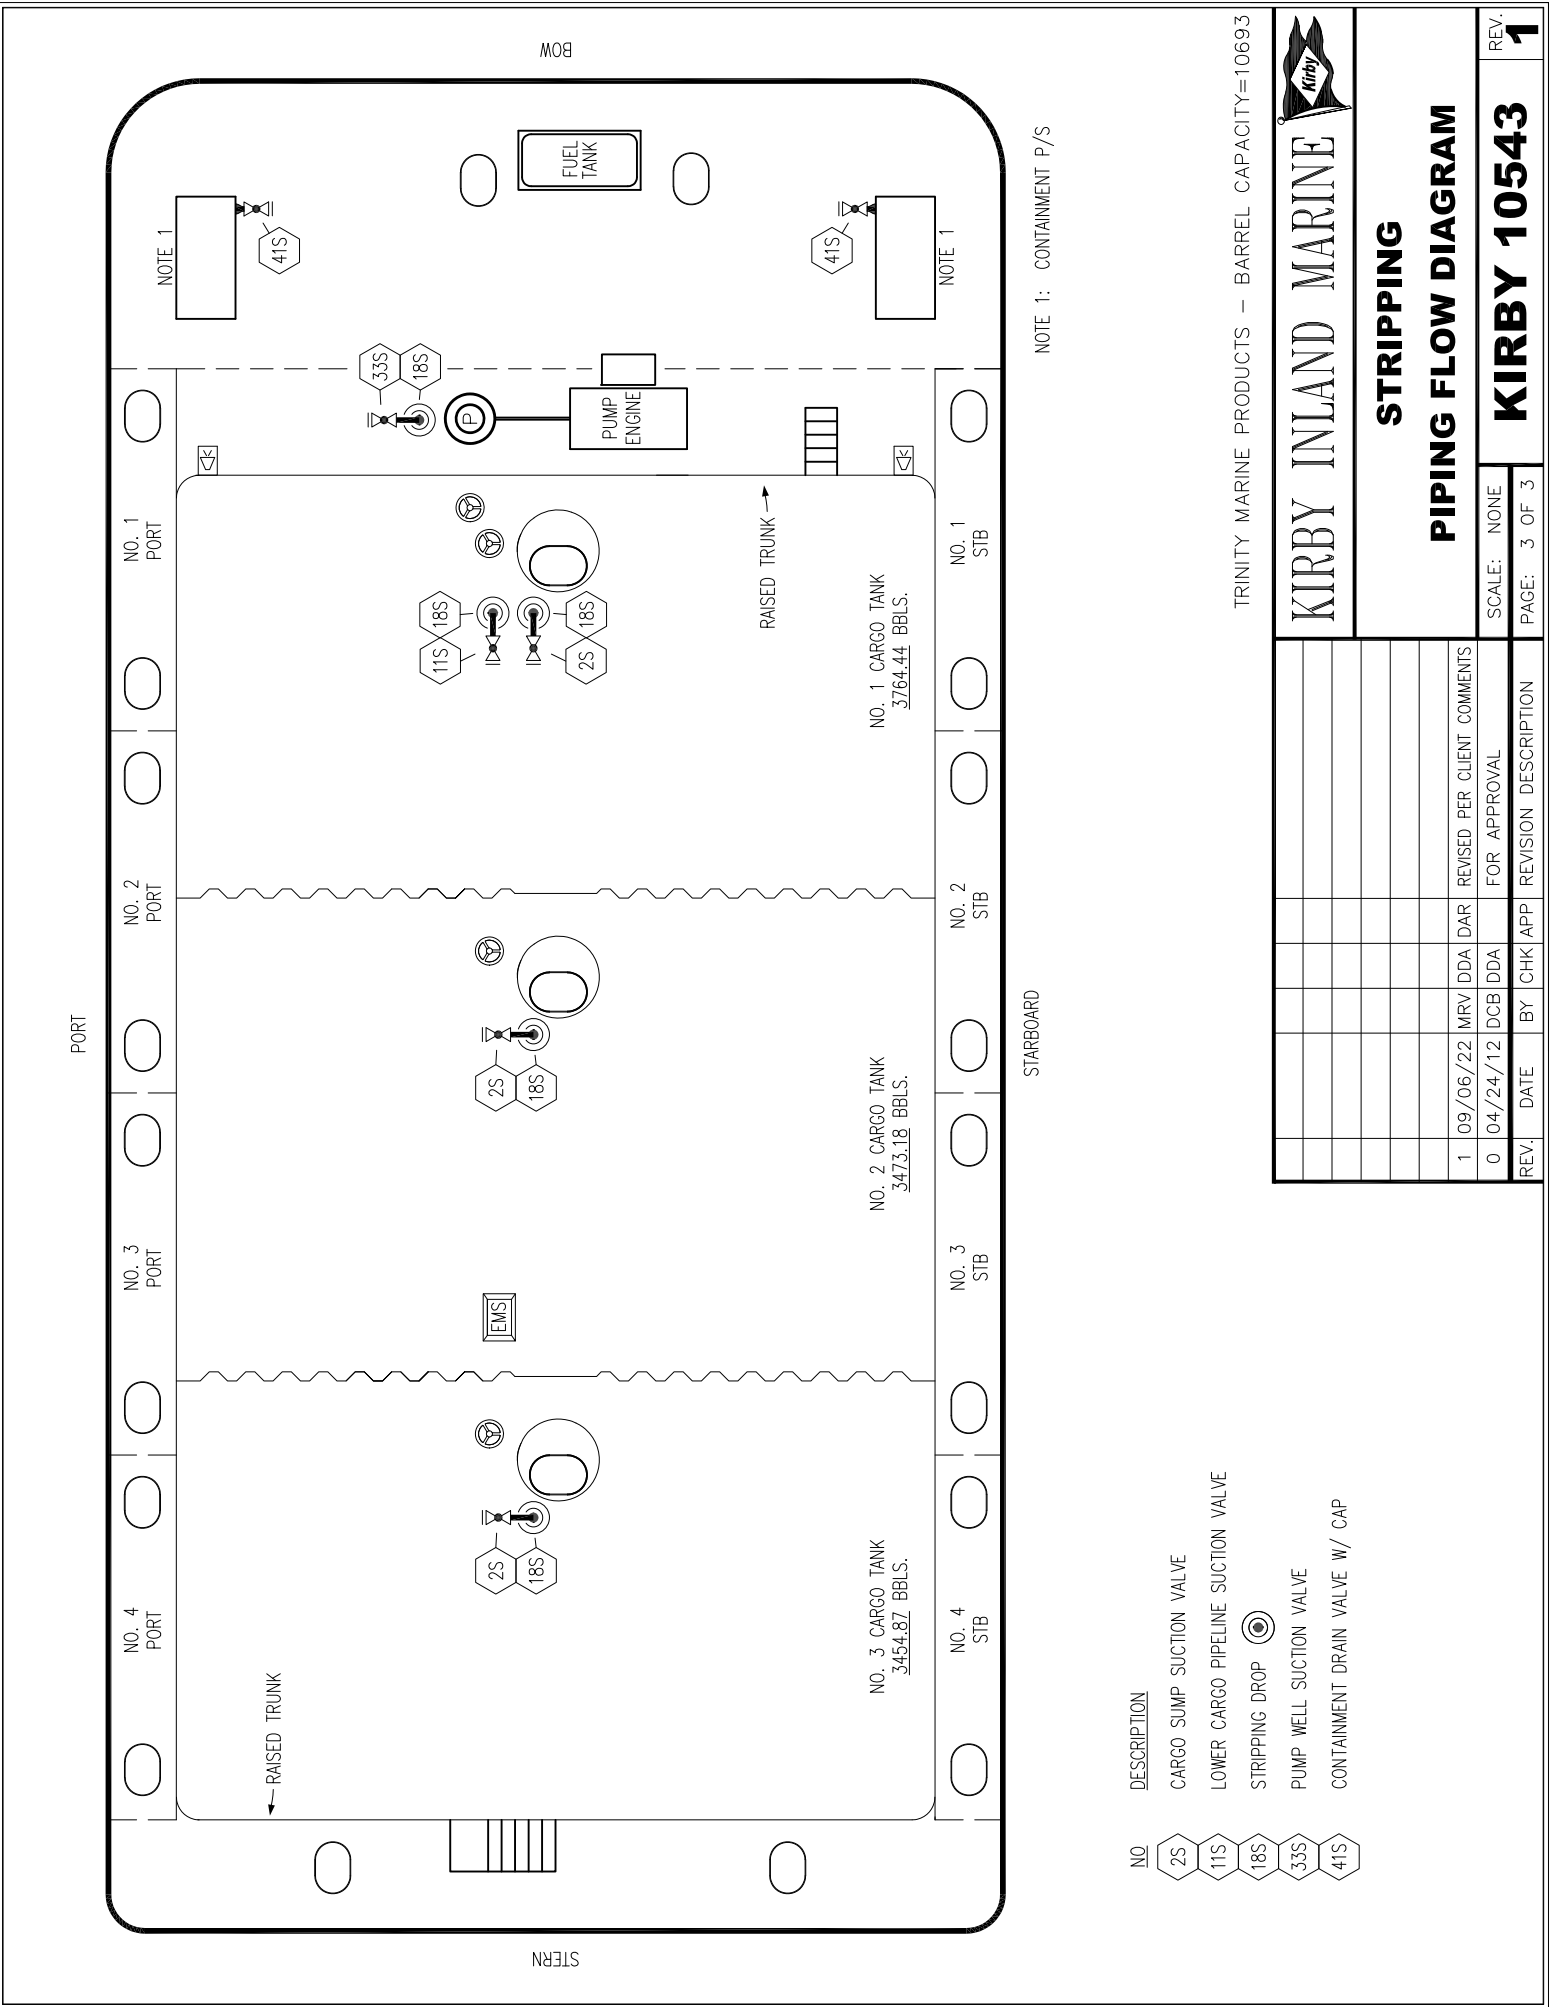 PORT
STERN
BOW
STARBOARD
RAISED TRUNK
NO. 4
PORT
NO. 3
PORT
NO. 2
PORT
NO. 1
PORT
NOTE 1
41S
33S
18S
P
PUMP
ENGINE
FUEL
TANK
2S
18S
EMS
2S
18S
11S
18S
2S
18S
RAISED TRUNK
NO. 3 CARGO TANK
3454.87 BBLS.
NO. 2 CARGO TANK
3473.18 BBLS.
NO. 1 CARGO TANK
3764.44 BBLS.
41S
NOTE 1
NO. 4
STB
NO. 3
STB
NO. 2
STB
NO. 1
STB
NOTE 1: CONTAINMENT P/S
NO DESCRIPTION
2S CARGO SUMP SUCTION VALVE
11S LOWER CARGO PIPELINE SUCTION VALVE
18S STRIPPING DROP
33S PUMP WELL SUCTION VALVE
41S CONTAINMENT DRAIN VALVE W/ CAP
TRINITY MARINE PRODUCTS - BARREL CAPACITY=10693
KIRBY INLAND MARINE
Kirby
STRIPPING
PIPING FLOW DIAGRAM
1 09/06/22 MRV DDA DAR REVISED PER CLIENT COMMENTS
0 04/24/12 DCB DDA FOR APPROVAL
REV. DATE BY CHK APP REVISION DESCRIPTION
SCALE: NONE
PAGE: 3 OF 3
KIRBY 10543
REV.
1